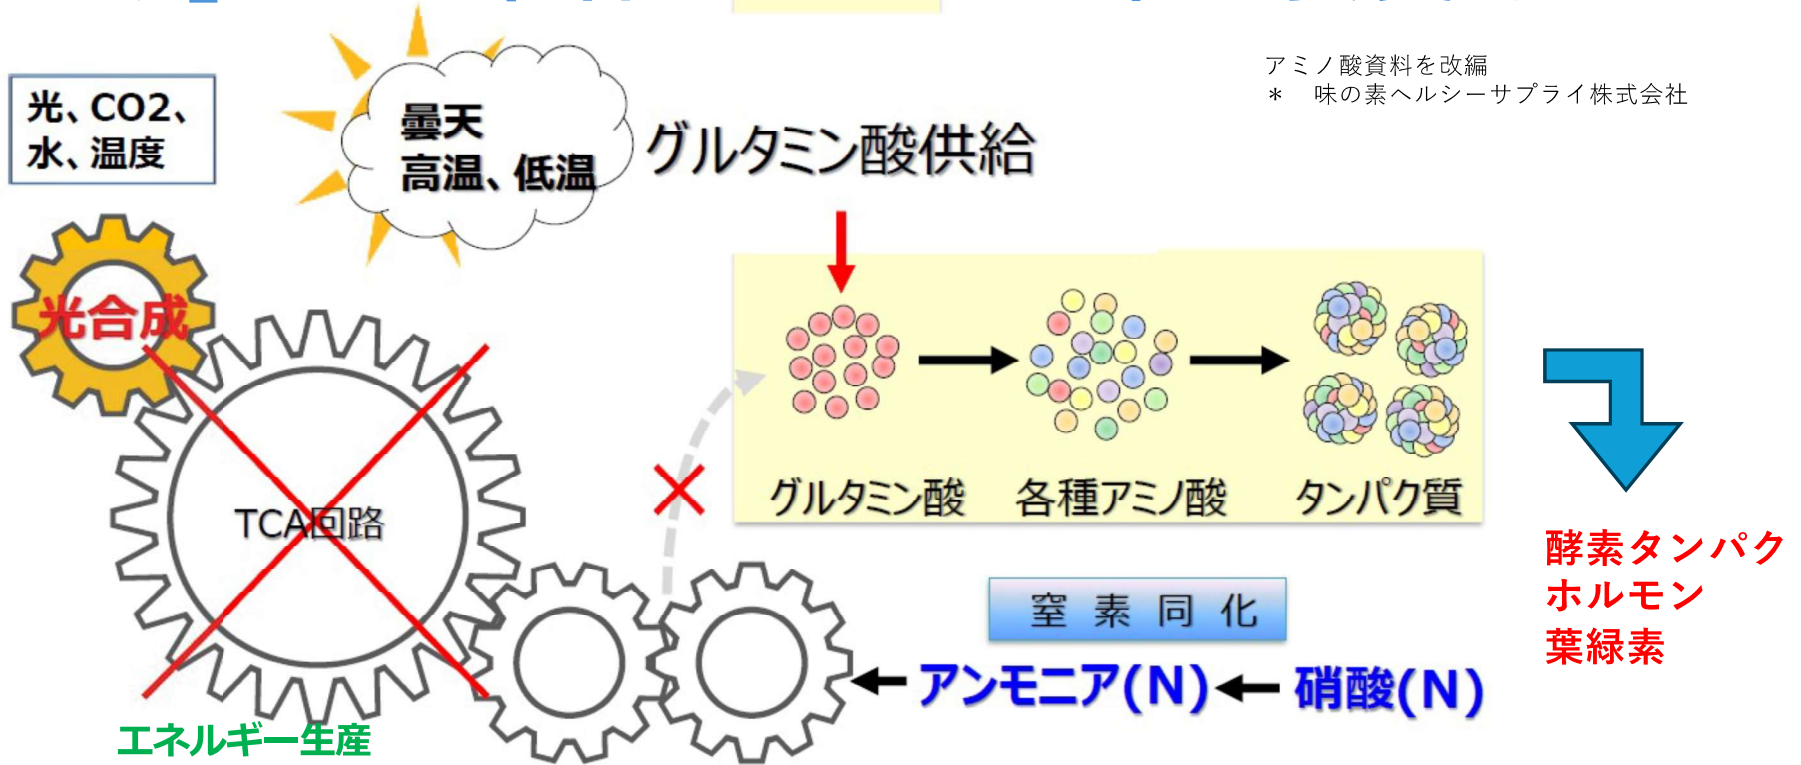 アミノ酸資料を改編
＊　味の素ヘルシーサプライ株式会社
光、CO2、
水、温度
曇天
高温、低温
グルタミン酸供給
光合成
TCA回路
エネルギー生産
グルタミン酸
各種アミノ酸
タンパク質
窒素同化
アンモニア(N)
硝酸(N)
酵素タンパク
ホルモン
葉緑素